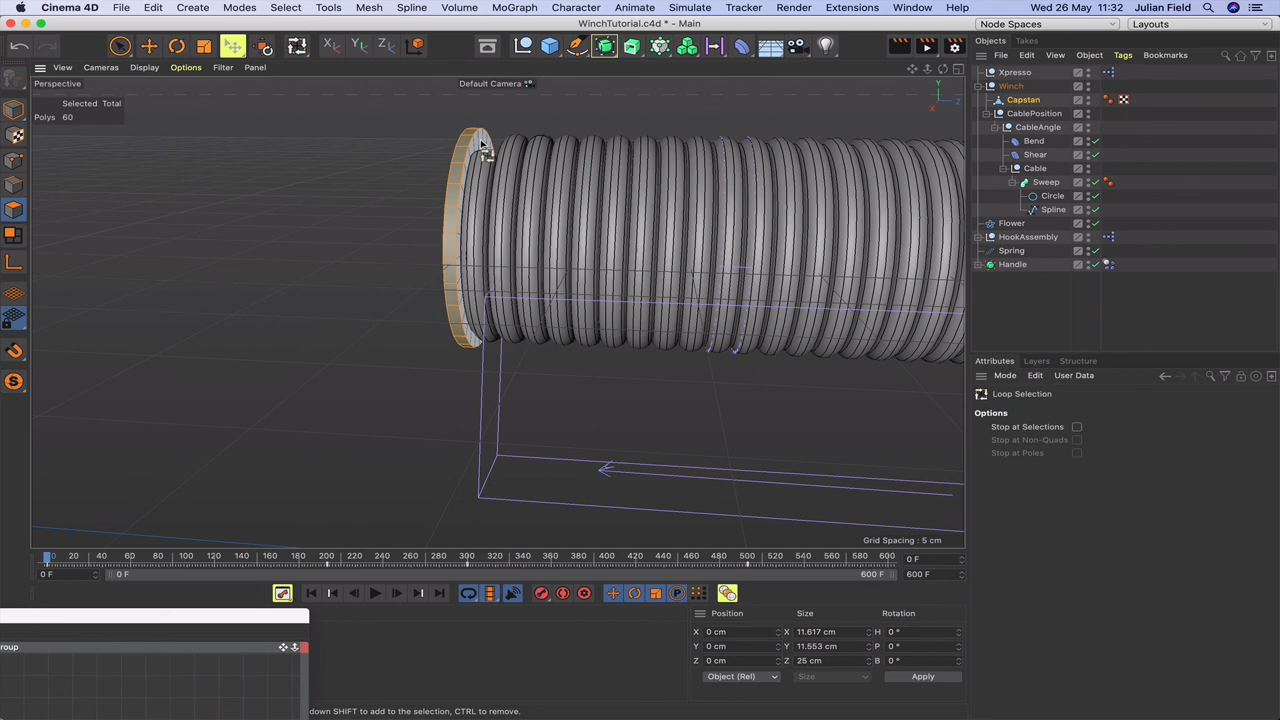 Cinema 4D File Edit Create Modes Select Tools Mesh Spline Volume MoGraph Character Animate Simulate Tracker Render Extensions Window Wed 26 May 11:32 Julian Field
WinchTutorial.c4d * - Main
Node Spaces Layouts
X Y Z
Objects Takes
File Edit View Object Tags Bookmarks
View Cameras Display Options Filter Panel
Perspective
Default Camera
Selected Total
Polys 60
Y
X
Z
Xpresso
Winch
Capstan
CablePosition
CableAngle
Bend
Shear
Cable
Sweep
Circle
Spline
Flower
HookAssembly
Spring
Handle
Attributes Layers Structure
Mode Edit User Data
Loop Selection
Options
Stop at Selections
Stop at Non-Quads
Stop at Poles
Grid Spacing : 5 cm
20 40 60 80 100 120 140 160 180 200 220 240 260 280 300 320 340 360 380 400 420 440 460 480 500 520 540 560 580 600
0 F
0 F 0 F 600 F 600 F
P
Position Size Rotation
X 0 cm X 11.617 cm H 0 °
Y 0 cm Y 11.553 cm P 0 °
Z 0 cm Z 25 cm B 0 °
Object (Rel) Size Apply
roup
down SHIFT to add to the selection, CTRL to remove.